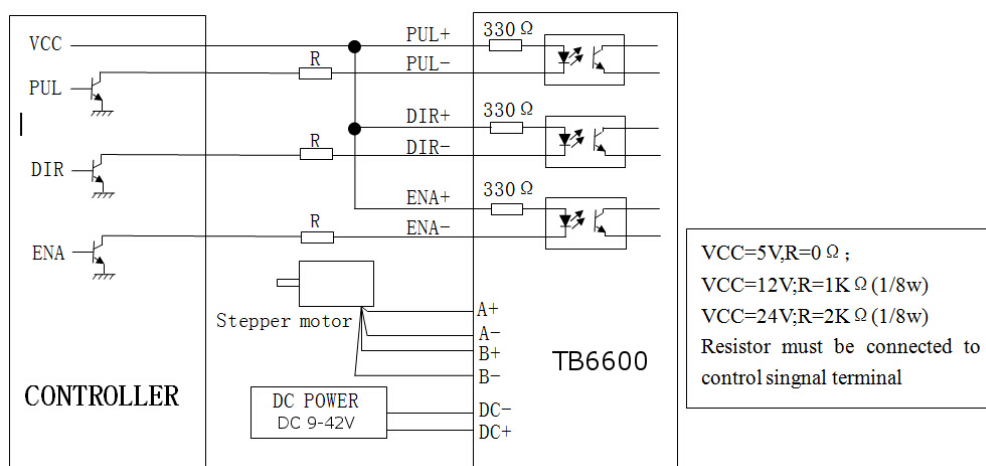 VCC
PUL
DIR
ENA
CONTROLLER
R
R
R
PUL+
PUL-
DIR+
DIR-
ENA+
ENA-
330 Ω
330 Ω
330 Ω
Stepper motor
A+
A-
B+
B-
DC POWER
DC 9-42V
DC-
DC+
TB6600
VCC=5V,R=0 Ω ;
VCC=12V;R=1K Ω (1/8w)
VCC=24V;R=2K Ω (1/8w)
Resistor must be connected to
control singnal terminal